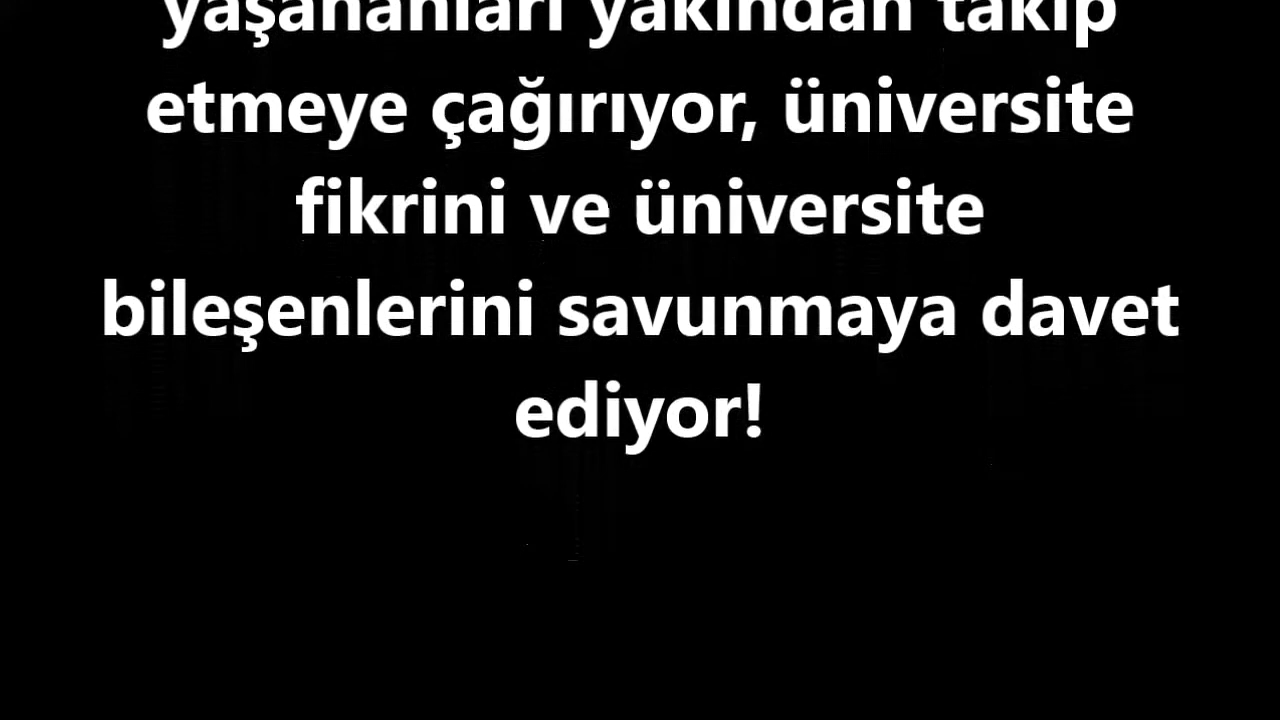 yaşananları yakından takip
etmeye çağırıyor, üniversite
fikrini ve üniversite
bileşenlerini savunmaya davet
ediyor!